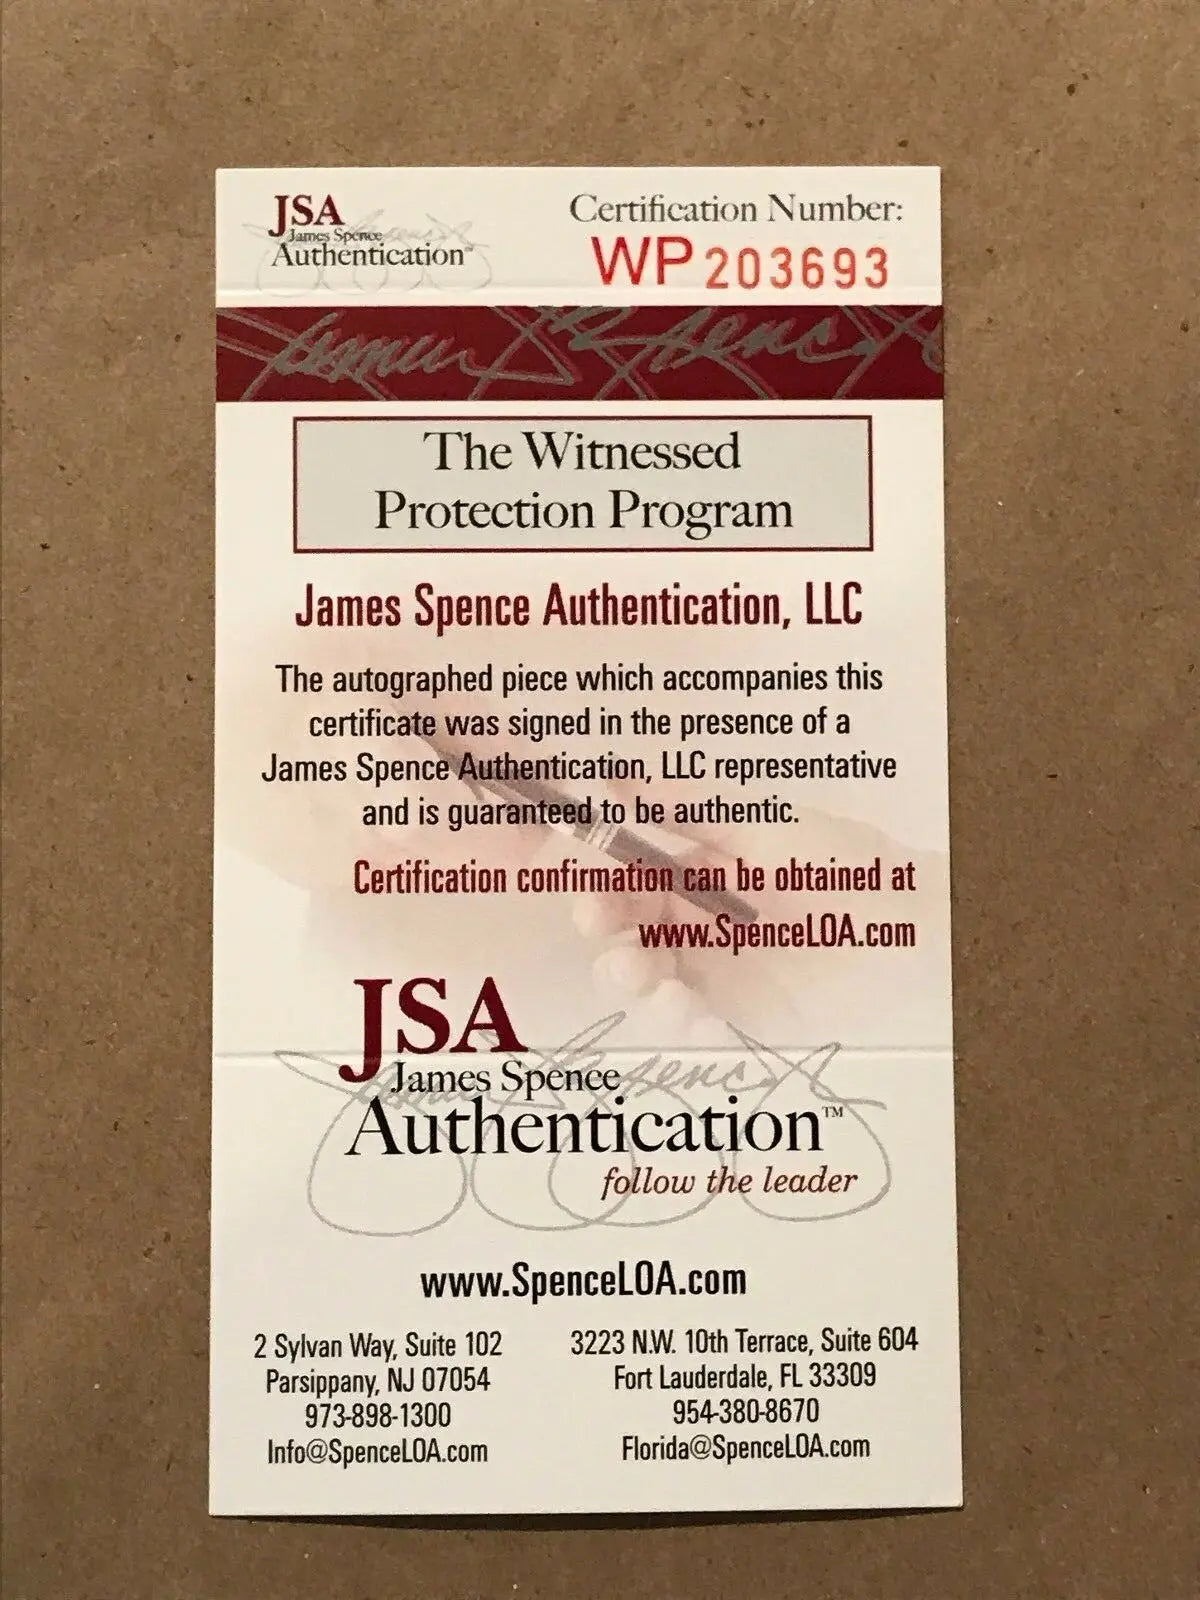 JSA
James Spence
Authentication™
Certification Number:
WP 203693
The Witnessed
Protection Program
James Spence Authentication, LLC
The autographed piece which accompanies this
certificate was signed in the presence of a
James Spence Authentication, LLC representative
and is guaranteed to be authentic.
Certification confirmation can be obtained at
www.SpenceLOA.com
JSA
James Spence
Authentication™
follow the leader
www.SpenceLOA.com
2 Sylvan Way, Suite 102
Parsippany, NJ 07054
973-898-1300
Info@SpenceLOA.com
3223 N.W. 10th Terrace, Suite 604
Fort Lauderdale, FL 33309
954-380-8670
Florida@SpenceLOA.com